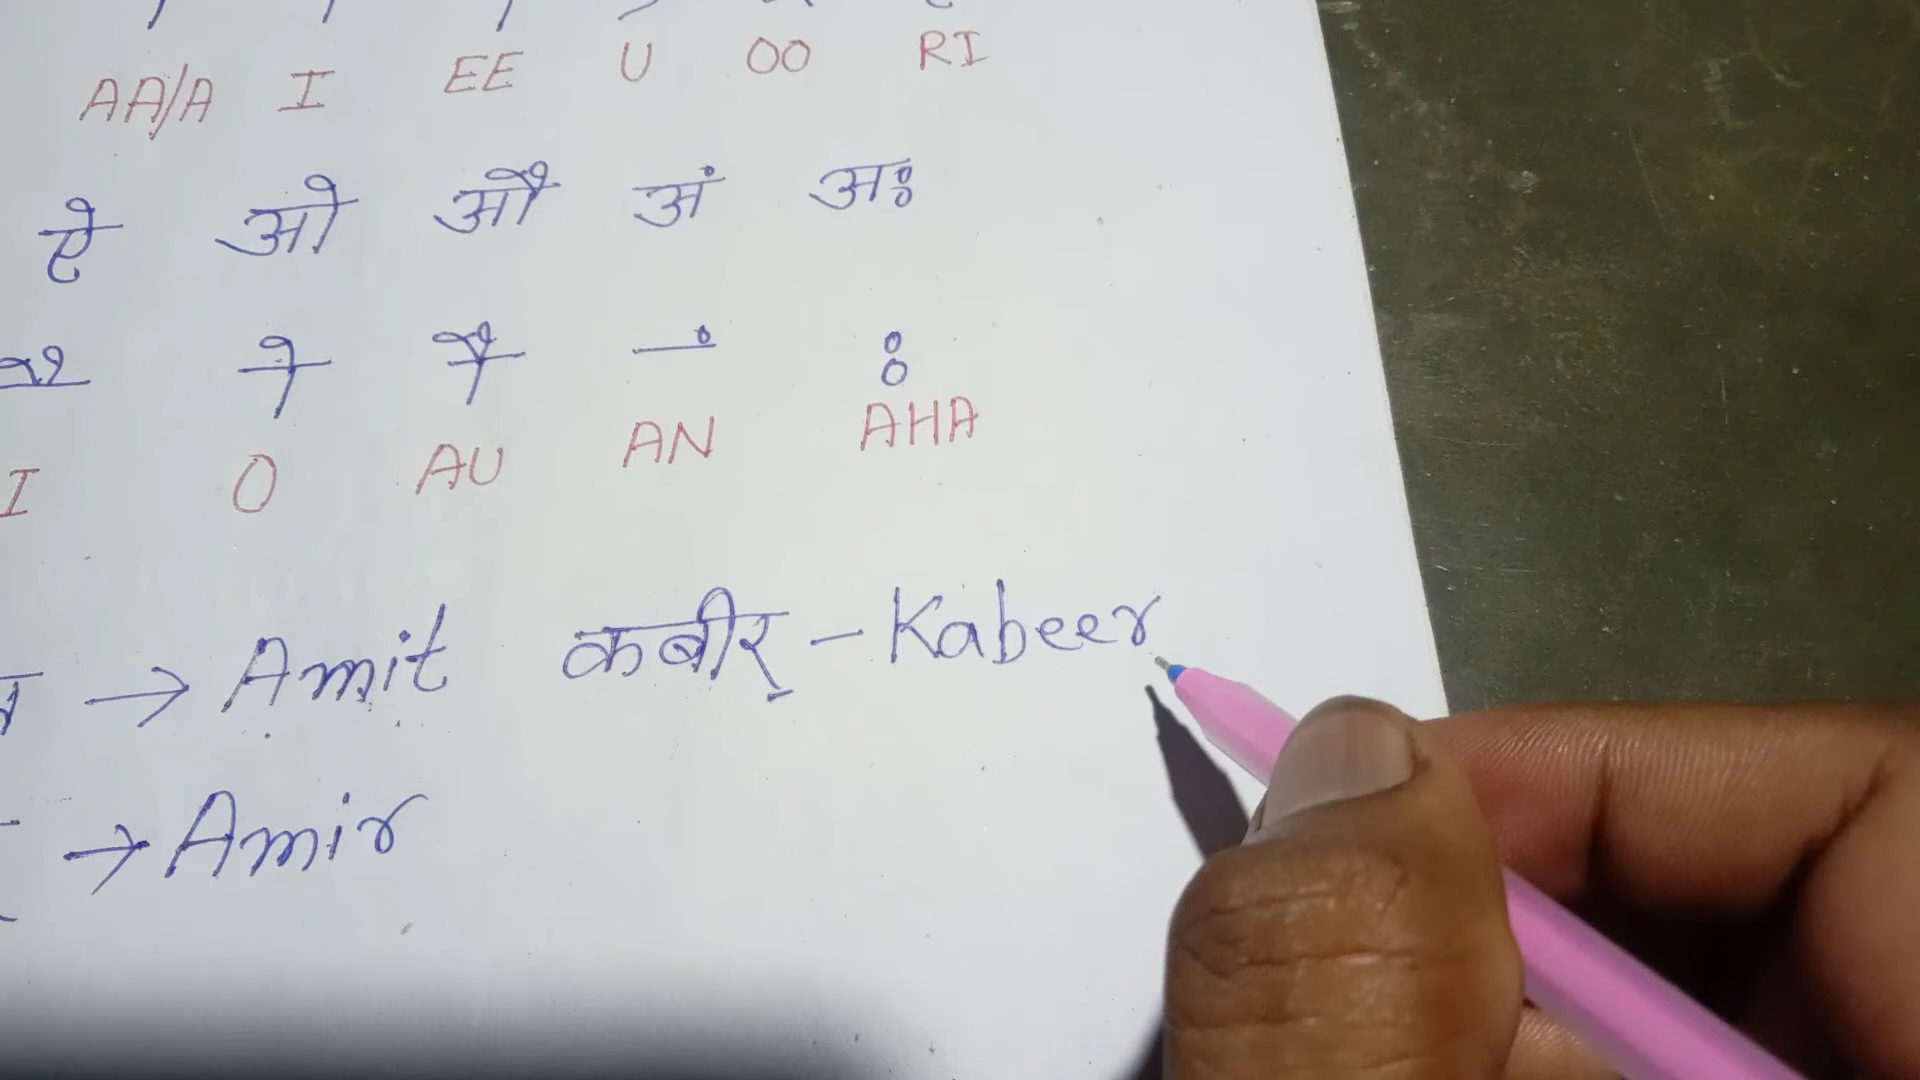 AA/A I EE U OO RI
ऐ ओ औ अं अः
ै ो ौ ं ः
I O AU AN AHA
→ Amit कबीर – Kabeer
→ Amir